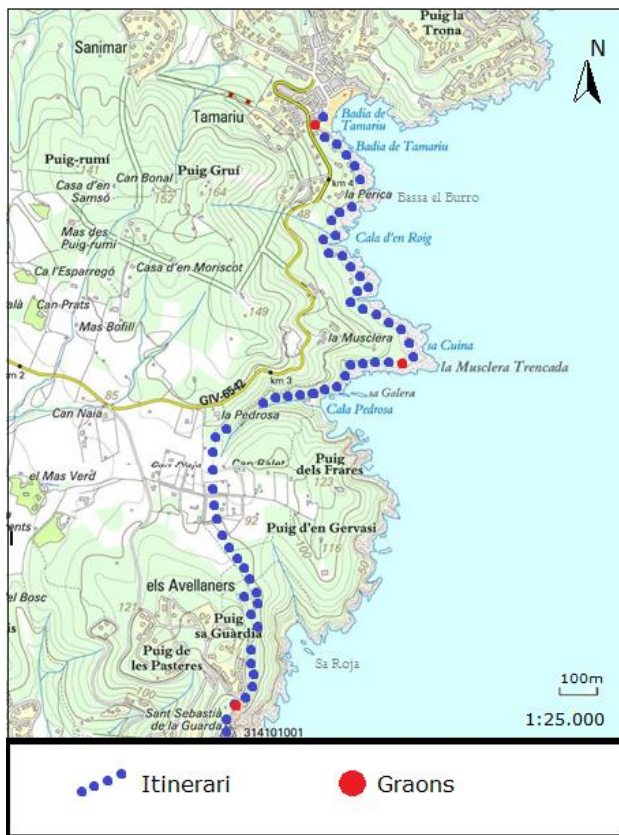 Puig la
Trona
Sanimar
N
Tamariu
Badia de
Tamariu
Badia de Tamariu
Puig-rumí
141
Can Bonal
Puig Gruí
km 4
Casa d'en
Samsó
152
164
la Perica
Bassa el Burro
48
Mas des
Puig-rumí
Cala d'en Roig
Ca l'Esparregó
Casa d'en Moriscot
Can Prats
149
Mas Bofill
la Musclera
sa Cuina
la Musclera Trencada
km 2
km 3
85
GIV-6542
sa Galera
Can Naia
la Pedrosa
Cala Pedrosa
Can Balet
Puig
dels Frares
123
el Mas Verd
92
Puig d'en Gervasi
100
116
50
els Avellaners
el Bosc
121
Puig
sa Guàrdia
Puig de
les Pasteres
Sa Roja
100
100m
Sant Sebastià
de la Guarda
1:25.000
314101001
Itinerari
Graons